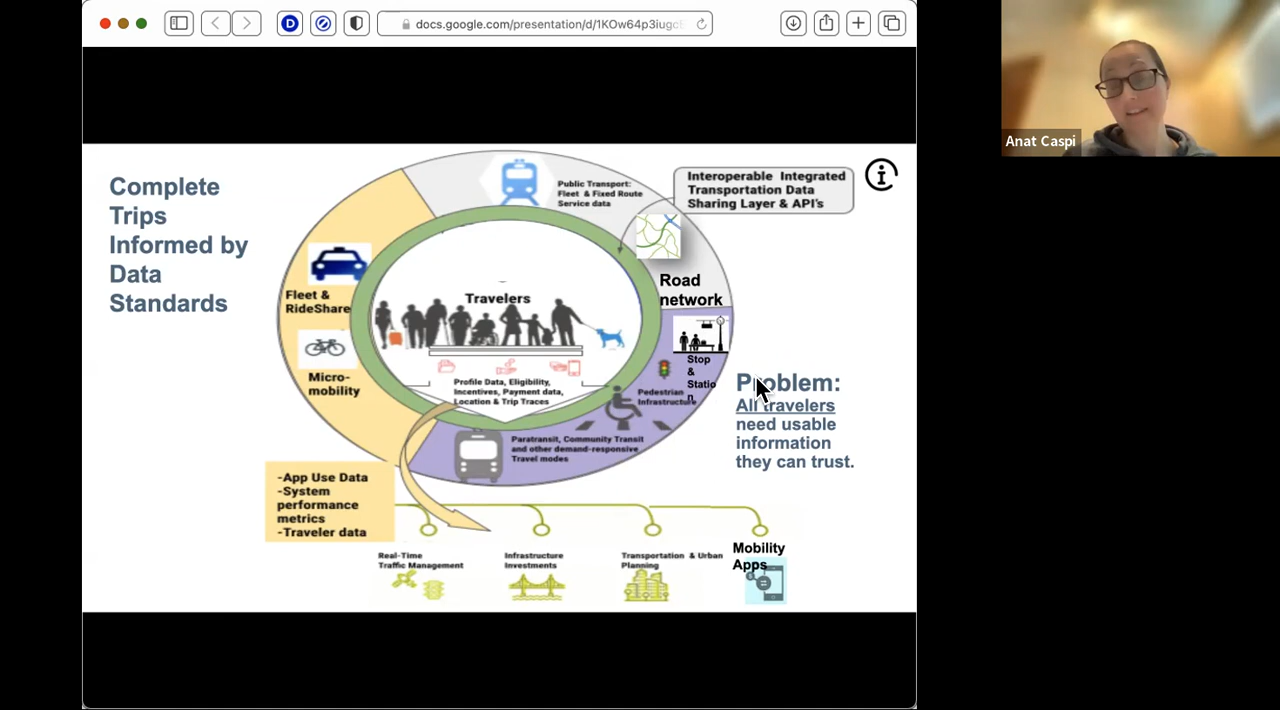 docs.google.com/presentation/d/1KOw64p3iugc
Anat Caspi
Complete
Trips
Informed by
Data
Standards
Public Transport:
Fleet & Fixed Route
Service data
Interoperable Integrated
Transportation Data
Sharing Layer & API's
Road
network
Fleet &
RideShare
Travelers
Micro-
mobility
Stop
&
Statio
n
Profile Data, Eligibility,
Incentives, Payment data,
Location & Trip Traces
Pedestrian
Infrastructure
Paratransit, Community Transit
and other demand-responsive
Travel modes
Problem:
All travelers
need usable
information
they can trust.
-App Use Data
-System
performance
metrics
-Traveler data
Real-Time
Traffic Management
Infrastructure
Investments
Transportation & Urban
Planning
Mobility
Apps